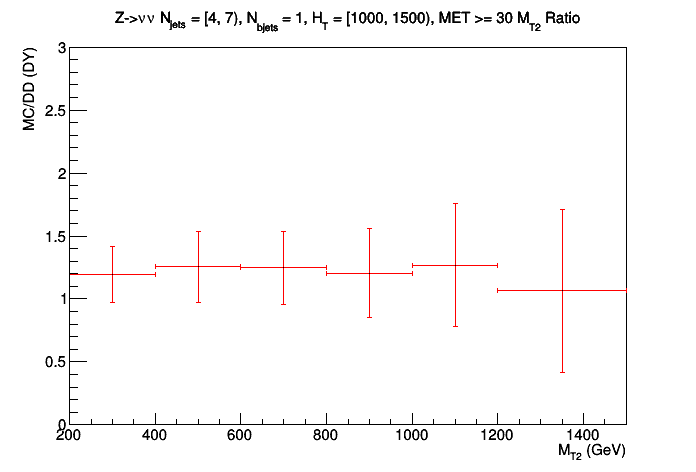 Z->νν N_jets = [4, 7), N_bjets = 1, H_T = [1000, 1500), MET >= 30 M_T2 Ratio
MC/DD (DY)
3
2.5
2
1.5
1
0.5
0
200 400 600 800 1000 1200 1400
M_T2 (GeV)